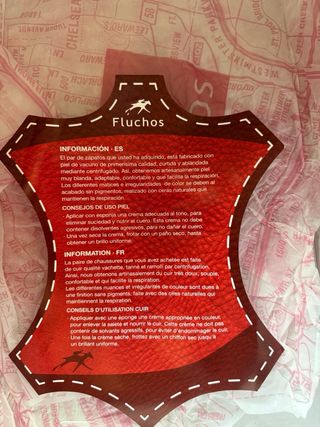 CHELSEA
WESTMINSTER
Fluchos
INFORMACIÓN · ES
El par de zapatos que usted ha adquirido, está fabricado con
piel de vacuno de primerísima calidad, curtida y ablandada
mediante centrifugado. Así, obtenemos artesanalmente piel
muy blanda, adaptable, confortable y que facilita la respiración.
Los diferentes matices e irregularidades de color se deben al
acabado sin pigmentos, realizado con ceras naturales que
mantienen la respiración.
CONSEJOS DE USO PIEL
- Aplicar con esponja una crema adecuada al tono, para
eliminar suciedad y nutrir el cuero. Esta crema no debe
contener disolventes agresivos, para no dañar el cuero.
- Una vez seca la crema, frotar con un paño seco, hasta
obtener un brillo uniforme.
INFORMATION · FR
La paire de chaussures que vous avez achetée est faite
de cuir qualité vachette, tanné et ramolli par centrifugation.
Ainsi, nous obtenons artisanalement du cuir très doux, souple,
confortable et qui facilite la respiration.
Les différentes nuances et irrégularités de couleur sont dues à
une finition sans pigments, faite avec des cires naturelles qui
maintiennent la respiration.
CONSEILS D'UTILISATION CUIR
- Appliquer avec une éponge une crème appropriée en couleur,
pour enlever la saleté et nourrir le cuir. Cette crème ne doit pas
contenir de solvants agressifs, pour éviter d'endommager le cuir.
- Une fois la crème sèche, frottez avec un chiffon sec jusqu'à
un brillant uniforme.